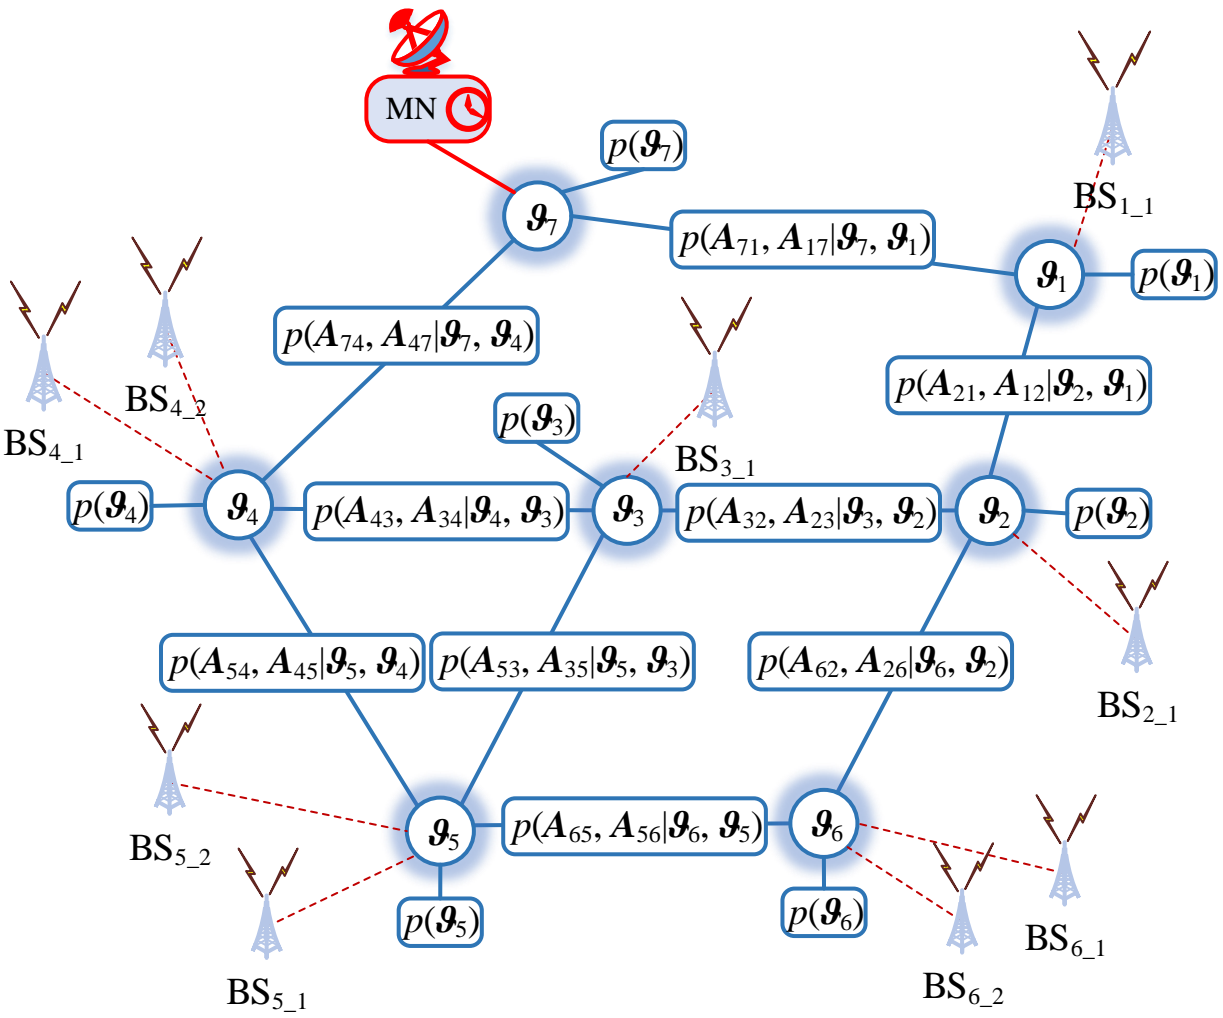 MN
p(𝝑₇)
BS₁_₁
𝝑₇
p(A₇₁, A₁₇|𝝑₇, 𝝑₁)
𝝑₁
p(𝝑₁)
p(A₇₄, A₄₇|𝝑₇, 𝝑₄)
BS₄_₂
BS₄_₁
p(A₂₁, A₁₂|𝝑₂, 𝝑₁)
p(𝝑₃)
BS₃_₁
p(𝝑₄)
𝝑₄
p(A₄₃, A₃₄|𝝑₄, 𝝑₃)
𝝑₃
p(A₃₂, A₂₃|𝝑₃, 𝝑₂)
𝝑₂
p(𝝑₂)
p(A₅₄, A₄₅|𝝑₅, 𝝑₄)
p(A₅₃, A₃₅|𝝑₅, 𝝑₃)
p(A₆₂, A₂₆|𝝑₆, 𝝑₂)
BS₂_₁
BS₅_₂
𝝑₅
p(A₆₅, A₅₆|𝝑₆, 𝝑₅)
𝝑₆
p(𝝑₅)
p(𝝑₆)
BS₆_₁
BS₅_₁
BS₆_₂